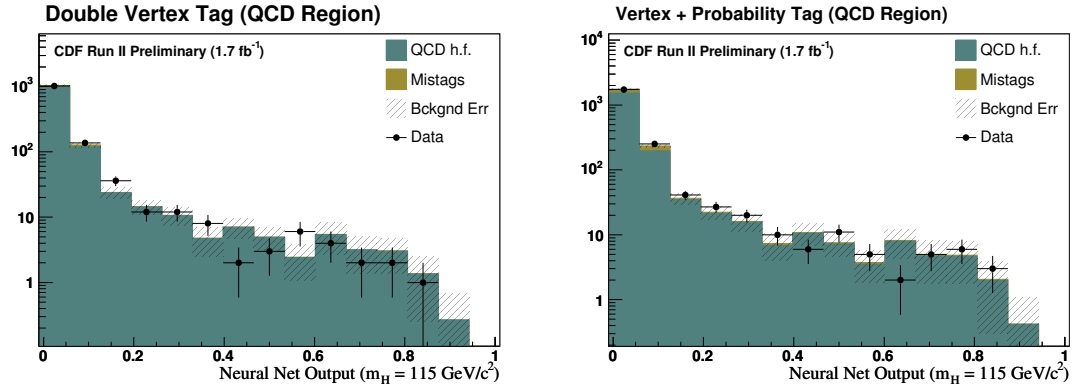 Double Vertex Tag (QCD Region)
CDF Run II Preliminary (1.7 fb⁻¹)
QCD h.f.
Mistags
Bckgnd Err
Data
10³
10²
10
1
0 0.2 0.4 0.6 0.8 1
Neural Net Output (m_H = 115 GeV/c²)
Vertex + Probability Tag (QCD Region)
CDF Run II Preliminary (1.7 fb⁻¹)
QCD h.f.
Mistags
Bckgnd Err
Data
10⁴
10³
10²
10
1
0 0.2 0.4 0.6 0.8 1
Neural Net Output (m_H = 115 GeV/c²)